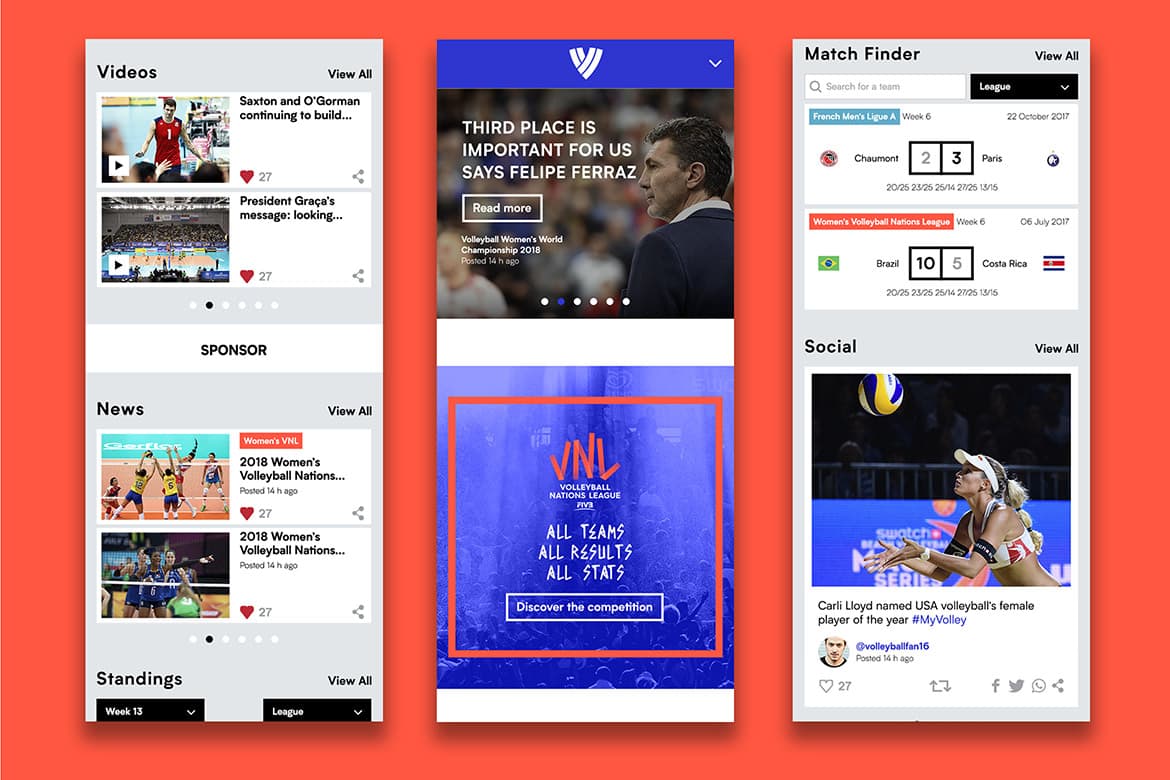 Videos
View All
Saxton and O'Gorman
continuing to build...
27
President Graça's
message: looking...
27
SPONSOR
News
View All
Women's VNL
2018 Women's
Volleyball Nations...
Posted 14 h ago
27
2018 Women's
Volleyball Nations...
Posted 14 h ago
27
Standings
View All
Week 13
League
THIRD PLACE IS
IMPORTANT FOR US
SAYS FELIPE FERRAZ
Read more
Volleyball Women's World
Championship 2018
Posted 14 h ago
VNL
VOLLEYBALL
NATIONS LEAGUE
FIVB
ALL TEAMS
ALL RESULTS
ALL STATS
Discover the competition
Match Finder
View All
Search for a team
League
French Men's Ligue A
Week 6
22 October 2017
Chaumont
2
3
Paris
20/25 23/25 25/14 27/25 13/15
Women's Volleyball Nations League
Week 6
06 July 2017
Brazil
10
5
Costa Rica
20/25 23/25 25/14 27/25 13/15
Social
View All
swatch
SERIES
Carli Lloyd named USA volleyball's female
player of the year #MyVolley
@volleyballfan16
Posted 14 h ago
27